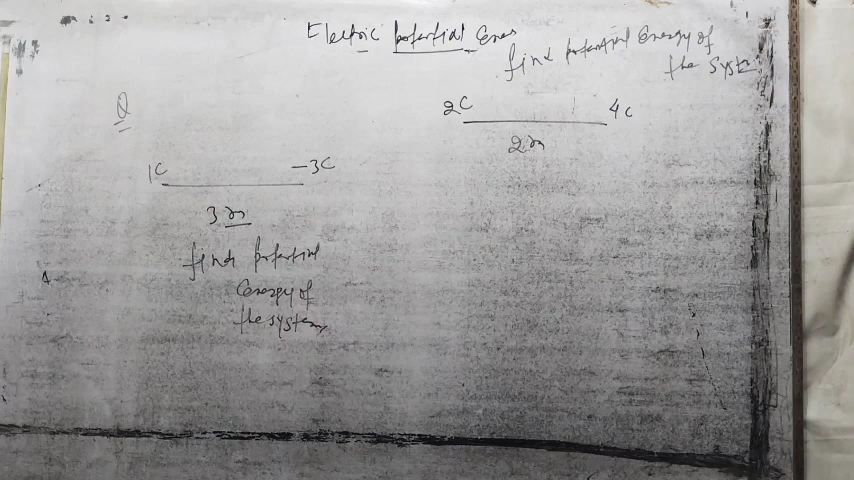 Electric potential
find potential Energy of
the system
Q
2C 4C
2m
1C -3C
3m
find potential
Energy of
the system